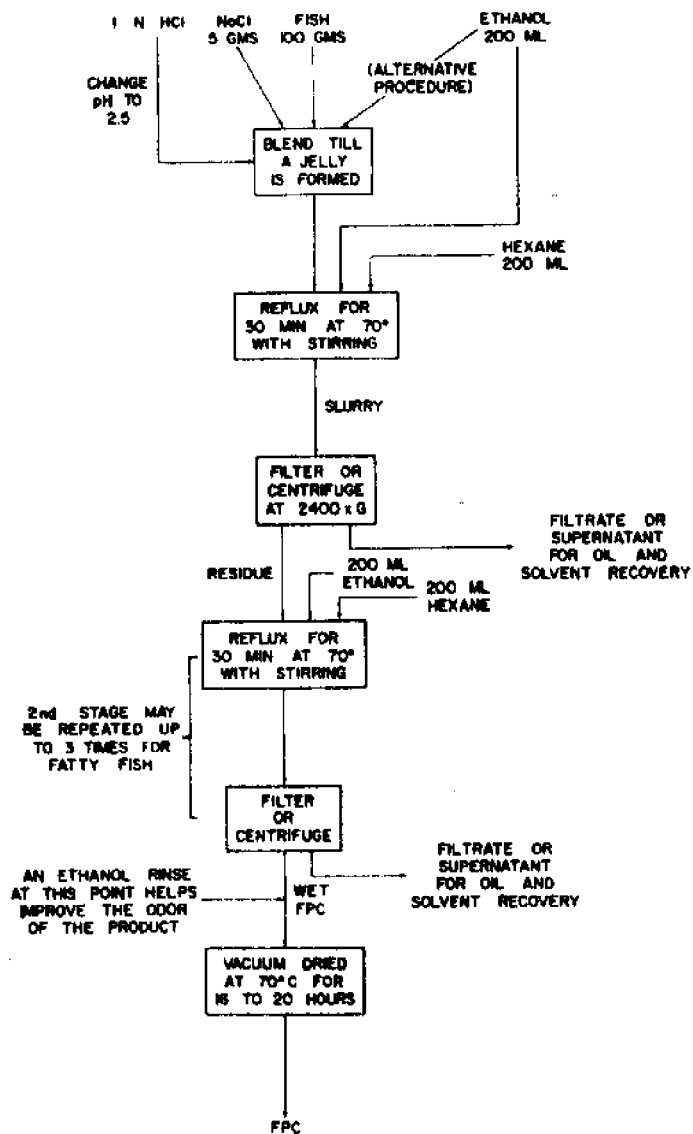 1 N HCl
NaCl
5 GMS
FISH
100 GMS
ETHANOL
200 ML
(ALTERNATIVE
PROCEDURE)
CHANGE
pH TO
2.5
BLEND TILL
A JELLY
IS FORMED
HEXANE
200 ML
REFLUX FOR
30 MIN AT 70°
WITH STIRRING
SLURRY
FILTER OR
CENTRIFUGE
AT 2400 x G
FILTRATE OR
SUPERNATANT
FOR OIL AND
SOLVENT RECOVERY
RESIDUE
200 ML
ETHANOL
200 ML
HEXANE
REFLUX FOR
30 MIN AT 70°
WITH STIRRING
2nd STAGE MAY
BE REPEATED UP
TO 3 TIMES FOR
FATTY FISH
FILTER
OR
CENTRIFUGE
FILTRATE OR
SUPERNATANT
FOR OIL AND
SOLVENT RECOVERY
AN ETHANOL RINSE
AT THIS POINT HELPS
IMPROVE THE ODOR
OF THE PRODUCT
WET
FPC
VACUUM DRIED
AT 70°C FOR
16 TO 20 HOURS
FPC